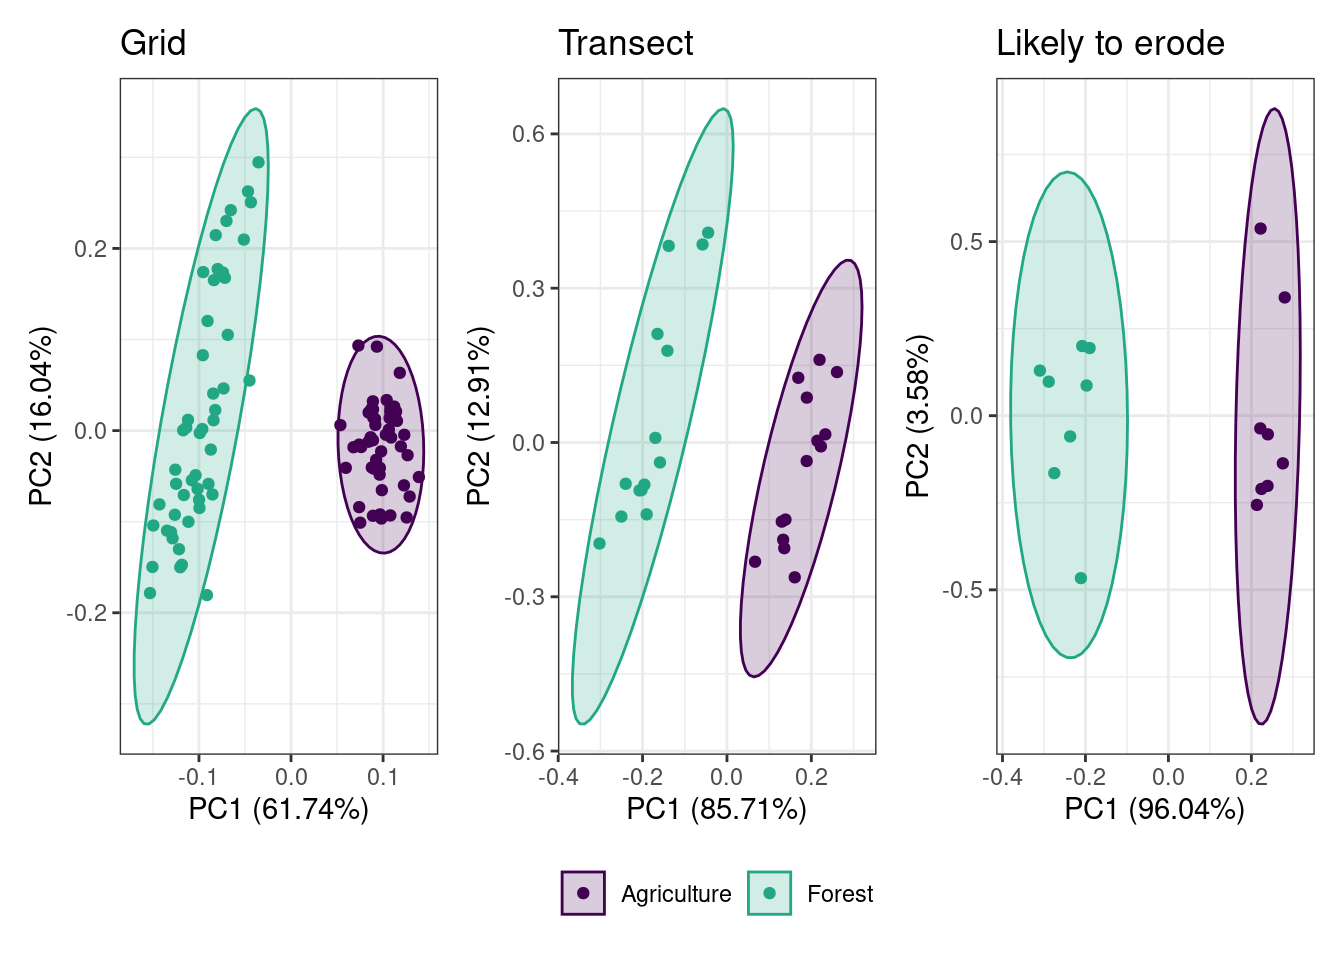 Grid
PC2 (16.04%)
0.2
0.0
-0.2
-0.1 0.0 0.1
PC1 (61.74%)
Transect
PC2 (12.91%)
0.6
0.3
0.0
-0.3
-0.6
-0.4 -0.2 0.0 0.2
PC1 (85.71%)
Likely to erode
PC2 (3.58%)
0.5
0.0
-0.5
-0.4 -0.2 0.0 0.2
PC1 (96.04%)
Agriculture Forest